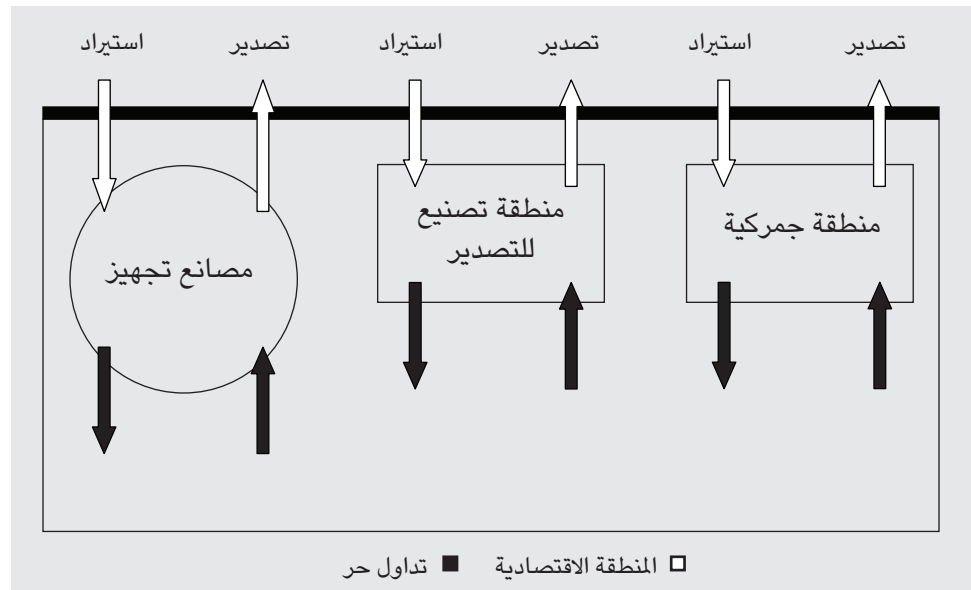 تصدير استيراد تصدير استيراد تصدير استيراد
منطقة جمركية
منطقة تصنيع
للتصدير
مصانع تجهيز
المنطقة الاقتصادية تداول حر